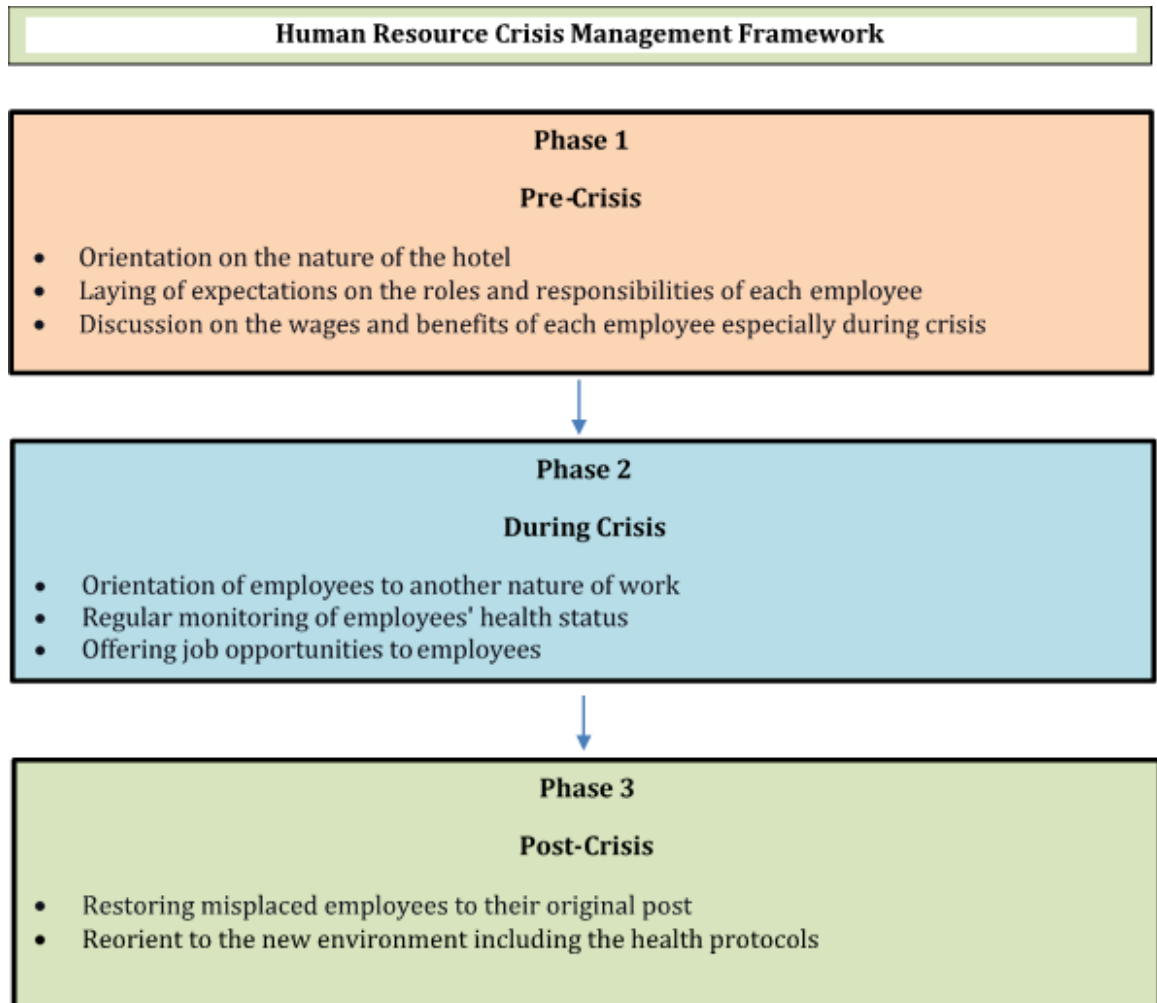 Human Resource Crisis Management Framework
Phase 1
Pre-Crisis
• Orientation on the nature of the hotel
• Laying of expectations on the roles and responsibilities of each employee
• Discussion on the wages and benefits of each employee especially during crisis
Phase 2
During Crisis
• Orientation of employees to another nature of work
• Regular monitoring of employees' health status
• Offering job opportunities to employees
Phase 3
Post-Crisis
• Restoring misplaced employees to their original post
• Reorient to the new environment including the health protocols